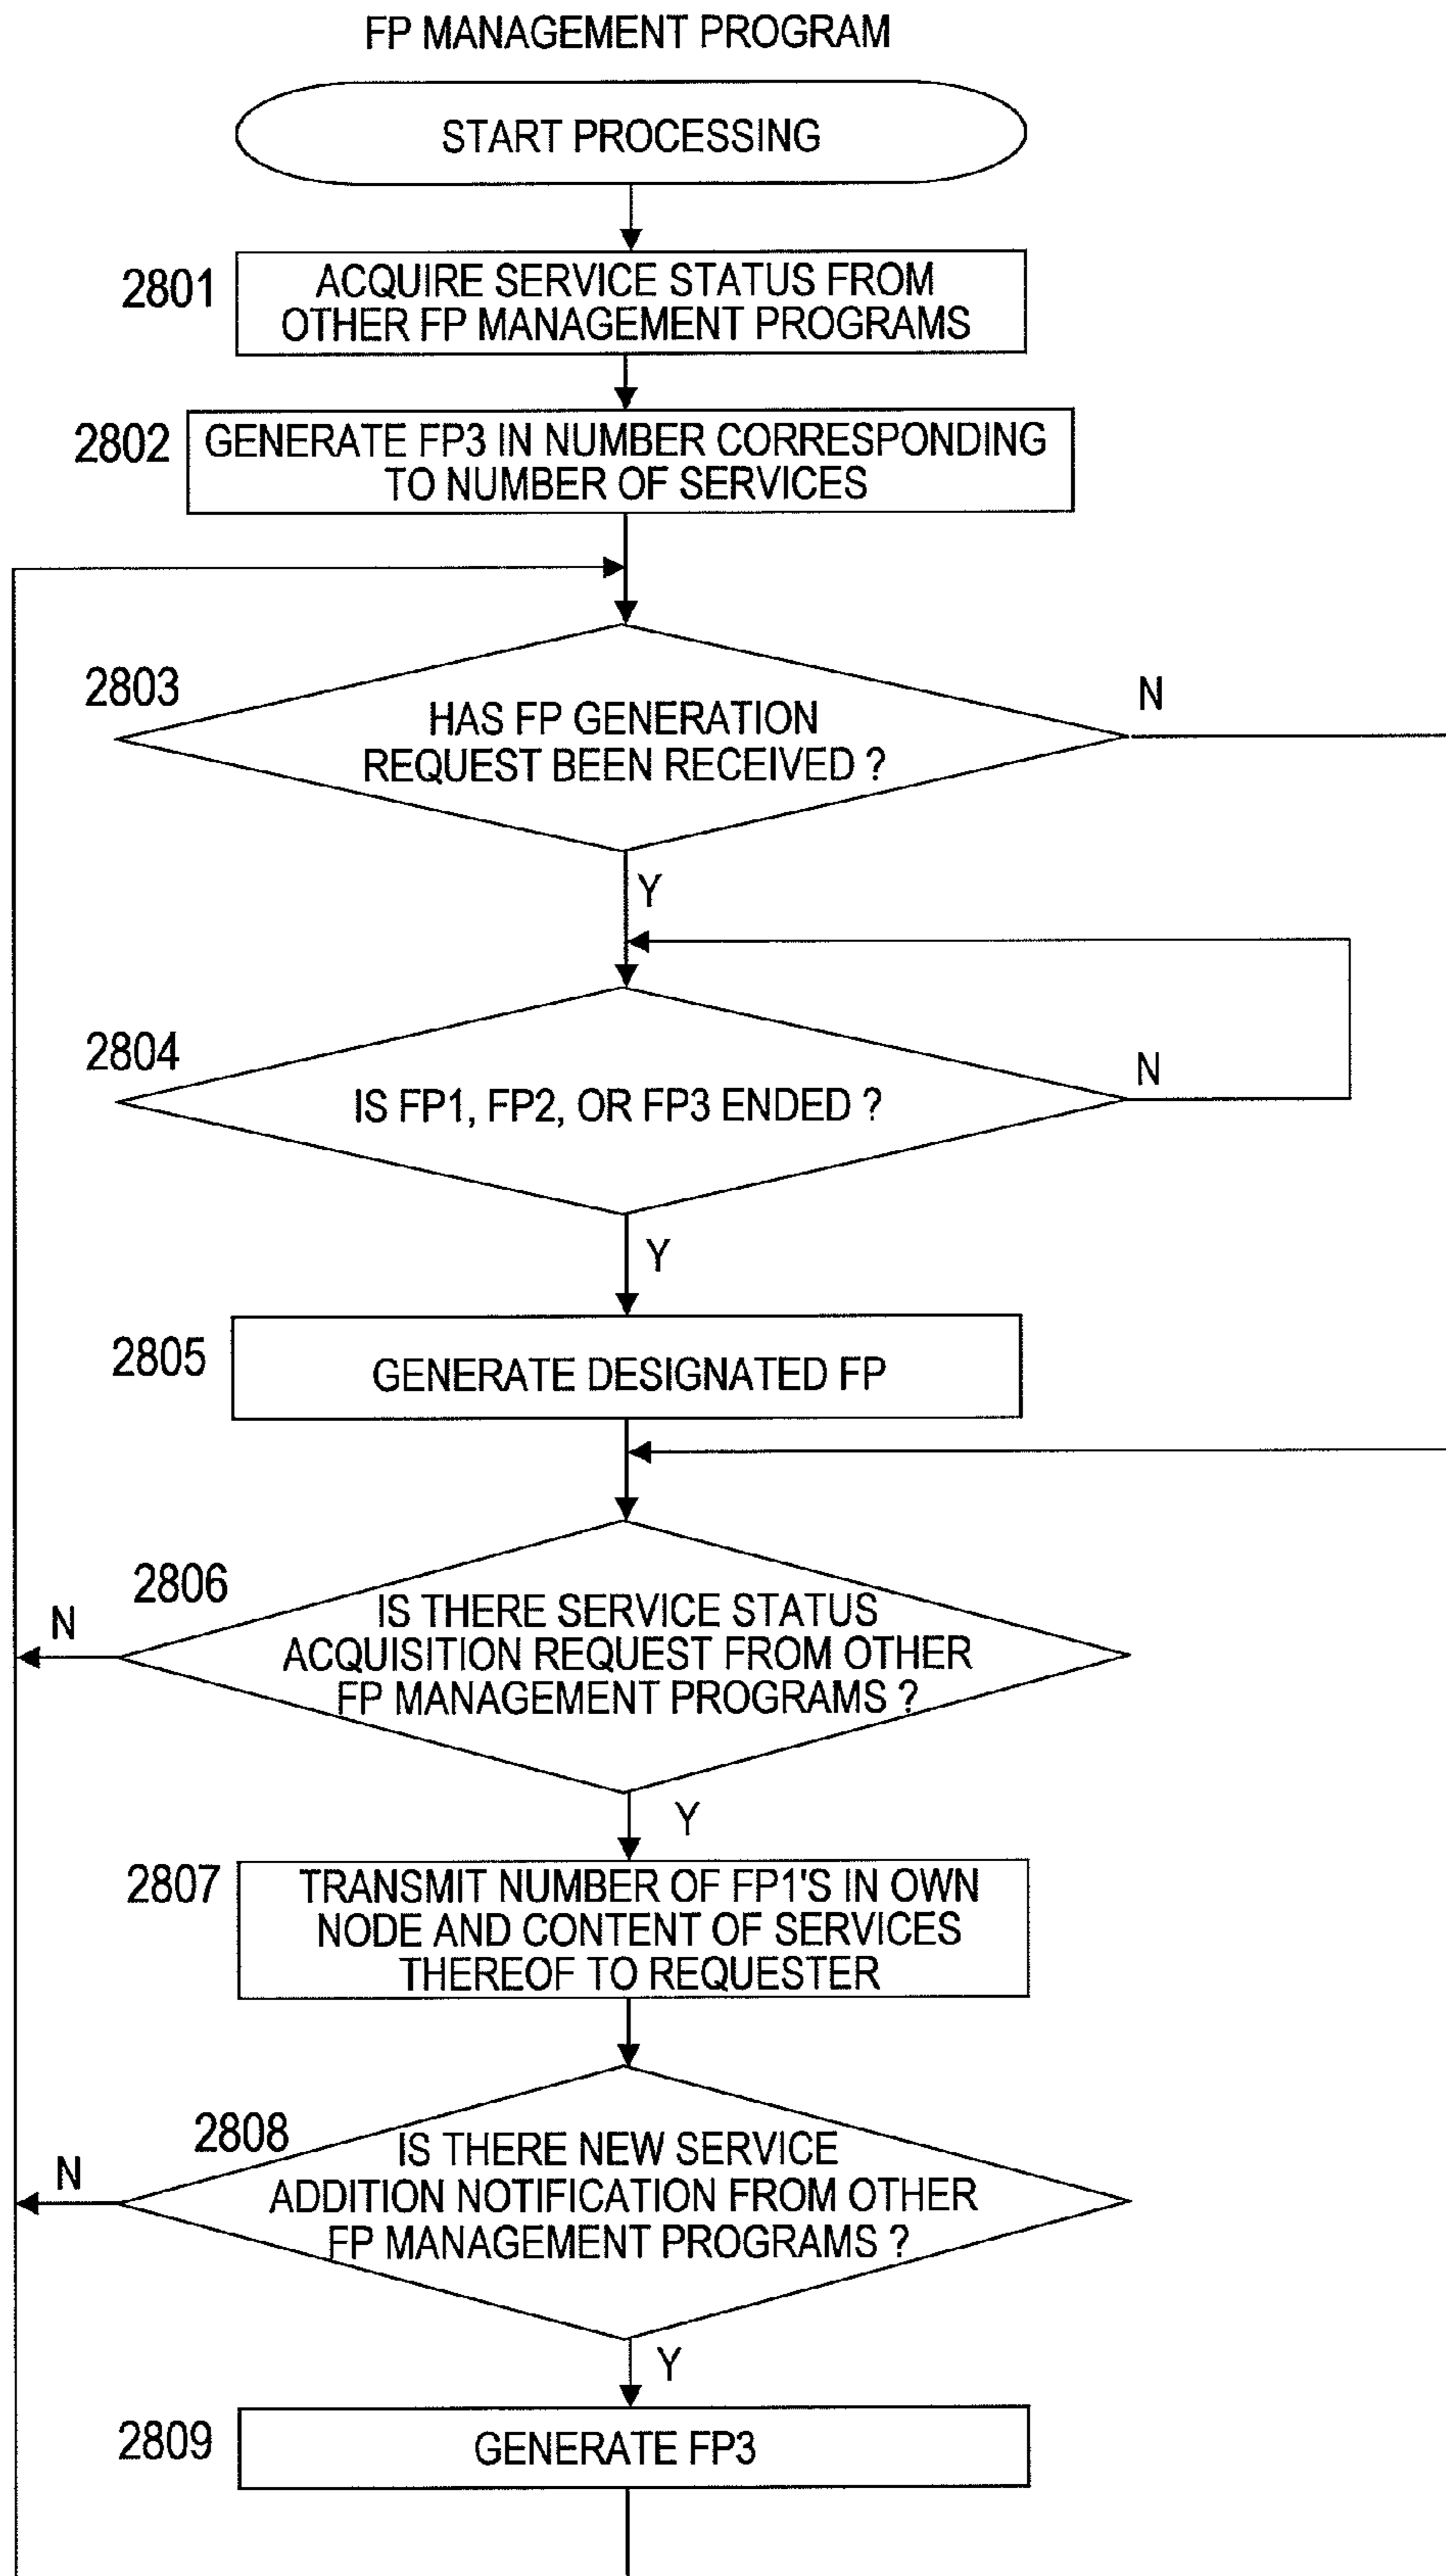 FP MANAGEMENT PROGRAM
START PROCESSING
2801
ACQUIRE SERVICE STATUS FROM
OTHER FP MANAGEMENT PROGRAMS
2802
GENERATE FP3 IN NUMBER CORRESPONDING
TO NUMBER OF SERVICES
2803
HAS FP GENERATION
REQUEST BEEN RECEIVED ?
N
Y
2804
IS FP1, FP2, OR FP3 ENDED ?
N
Y
2805
GENERATE DESIGNATED FP
2806
N
IS THERE SERVICE STATUS
ACQUISITION REQUEST FROM OTHER
FP MANAGEMENT PROGRAMS ?
Y
2807
TRANSMIT NUMBER OF FP1'S IN OWN
NODE AND CONTENT OF SERVICES
THEREOF TO REQUESTER
2808
N
IS THERE NEW SERVICE
ADDITION NOTIFICATION FROM OTHER
FP MANAGEMENT PROGRAMS ?
Y
2809
GENERATE FP3